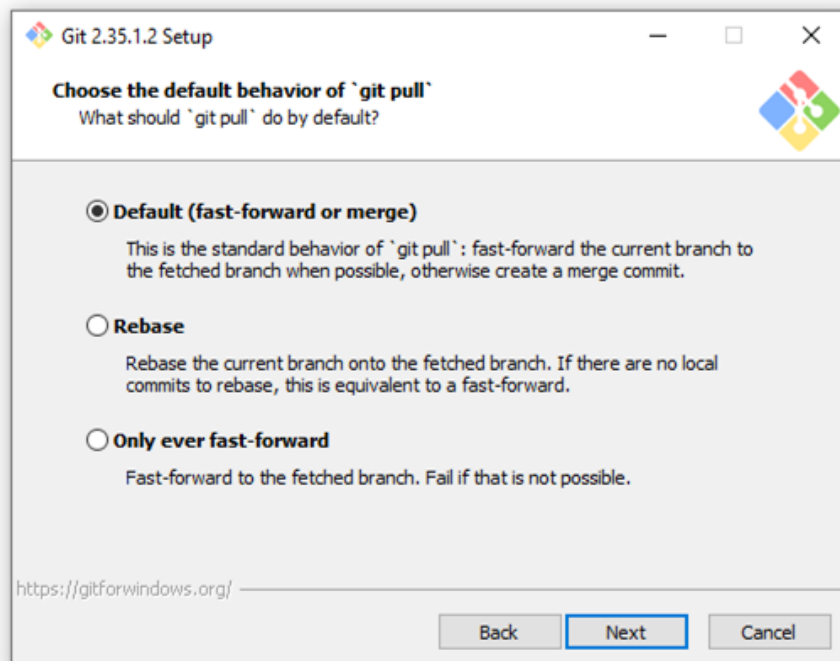 Git 2.35.1.2 Setup
Choose the default behavior of `git pull`
What should `git pull` do by default?
Default (fast-forward or merge)
This is the standard behavior of `git pull`: fast-forward the current branch to
the fetched branch when possible, otherwise create a merge commit.
Rebase
Rebase the current branch onto the fetched branch. If there are no local
commits to rebase, this is equivalent to a fast-forward.
Only ever fast-forward
Fast-forward to the fetched branch. Fail if that is not possible.
https://gitforwindows.org/
Back Next Cancel